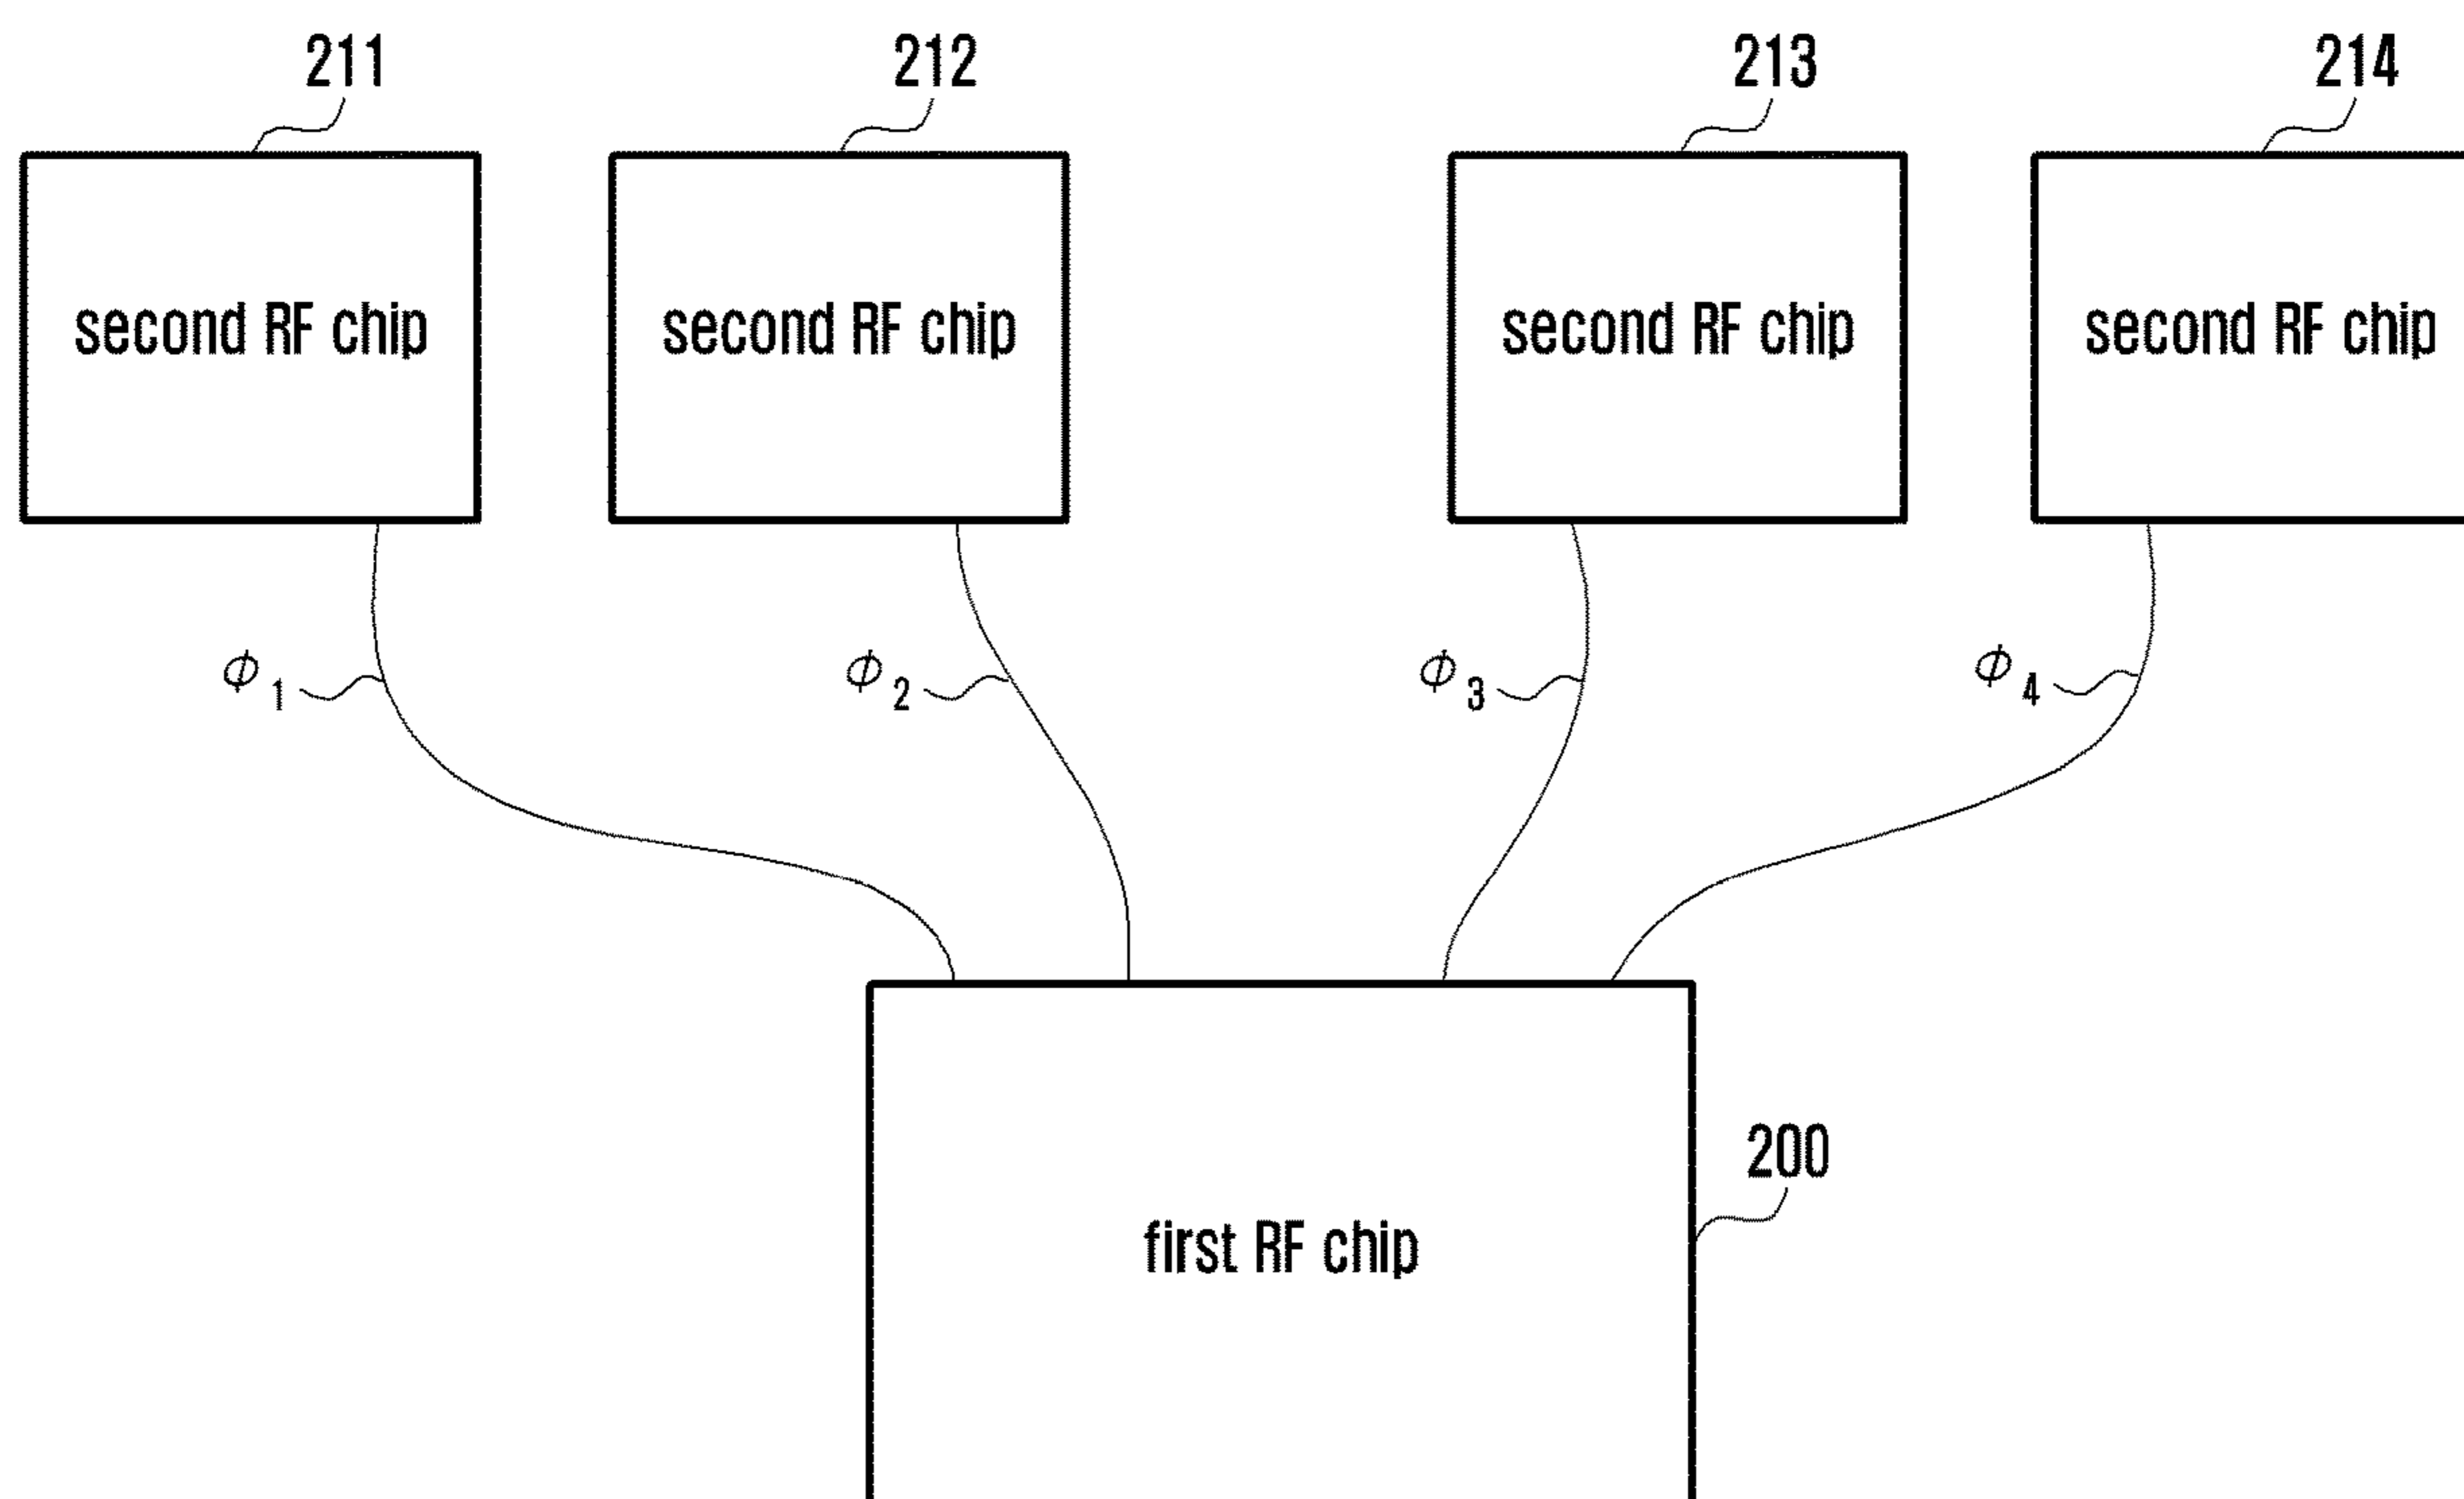 211 212 213 214
second RF chip second RF chip second RF chip second RF chip
ϕ1 ϕ2 ϕ3 ϕ4
200
first RF chip